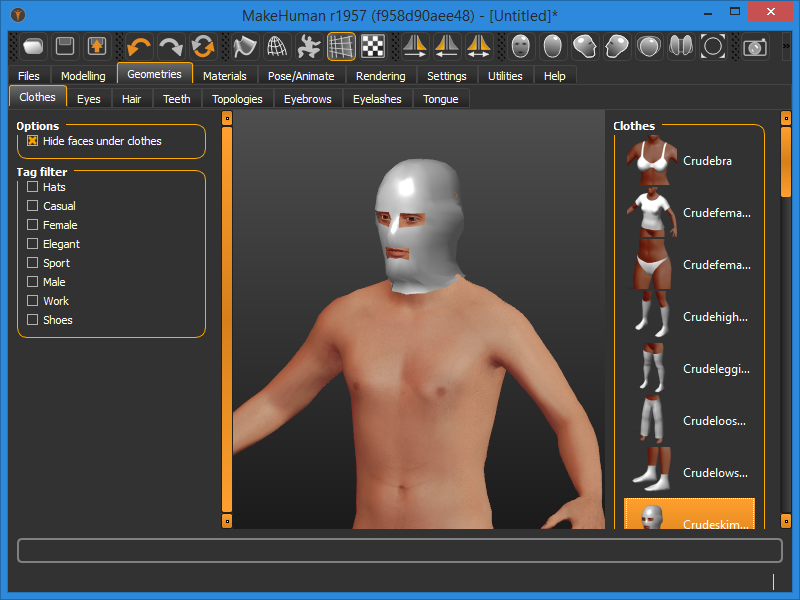 MakeHuman r1957 (f958d90aee48) - [Untitled]*
Files Modelling Geometries Materials Pose/Animate Rendering Settings Utilities Help
Clothes Eyes Hair Teeth Topologies Eyebrows Eyelashes Tongue
Options
Hide faces under clothes
Tag filter
Hats
Casual
Female
Elegant
Sport
Male
Work
Shoes
Clothes
Crudebra
Crudefema...
Crudefema...
Crudehigh...
Crudeleggi...
Crudeloos...
Crudelows...
Crudeskim...